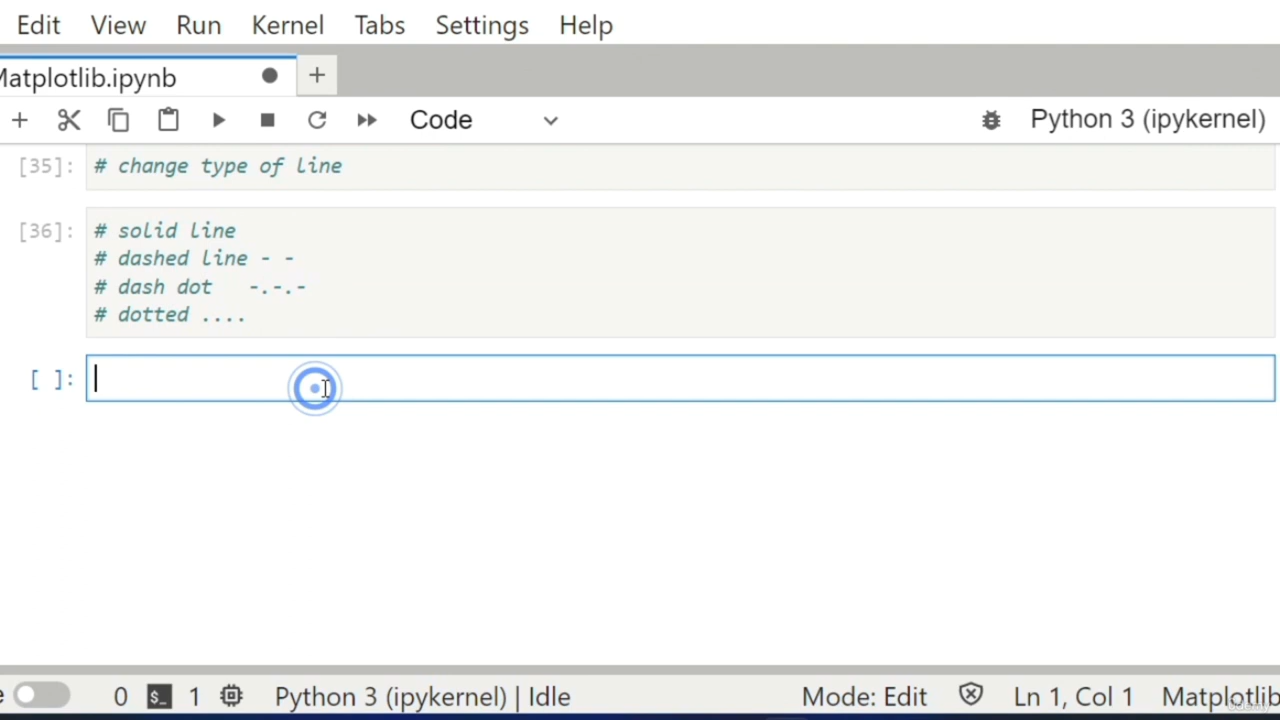 Edit View Run Kernel Tabs Settings Help
Matplotlib.ipynb
Code Python 3 (ipykernel)
[35]: # change type of line
[36]: # solid line
# dashed line - -
# dash dot   -.-.-
# dotted ....
[ ]:
0 1 Python 3 (ipykernel) | Idle Mode: Edit Ln 1, Col 1 Matplotlib
udemy